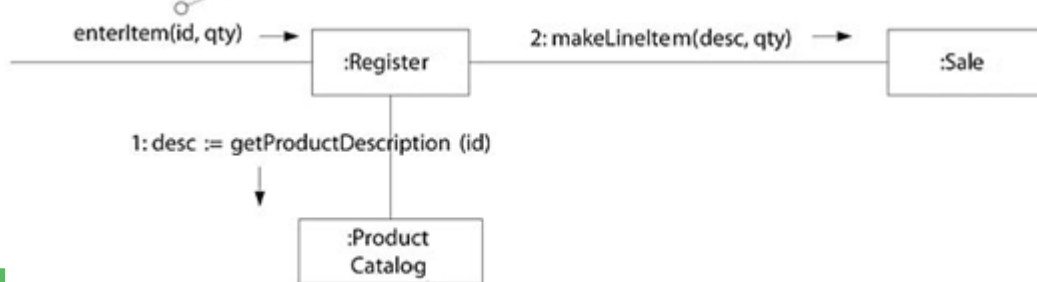 enterItem(id, qty)
:Register
2: makeLineItem(desc, qty)
:Sale
1: desc := getProductDescription (id)
:Product
Catalog